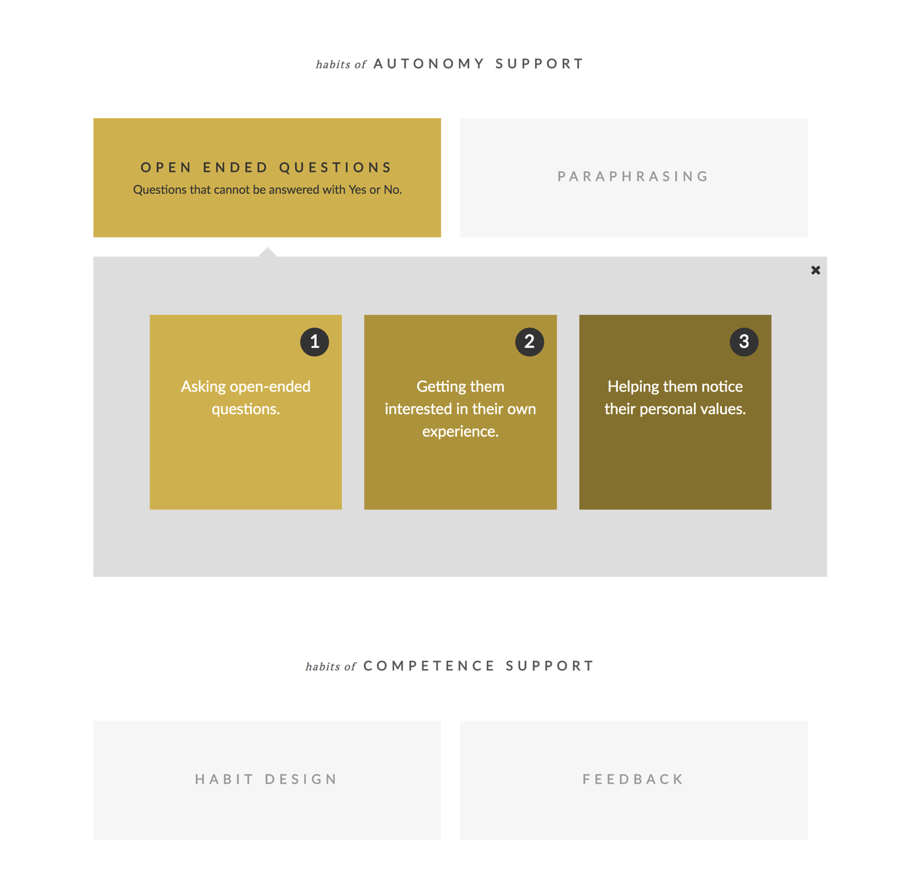 habits of AUTONOMY SUPPORT
OPEN ENDED QUESTIONS
Questions that cannot be answered with Yes or No.
PARAPHRASING
1
Asking open-ended
questions.
2
Getting them
interested in their own
experience.
3
Helping them notice
their personal values.
habits of COMPETENCE SUPPORT
HABIT DESIGN
FEEDBACK